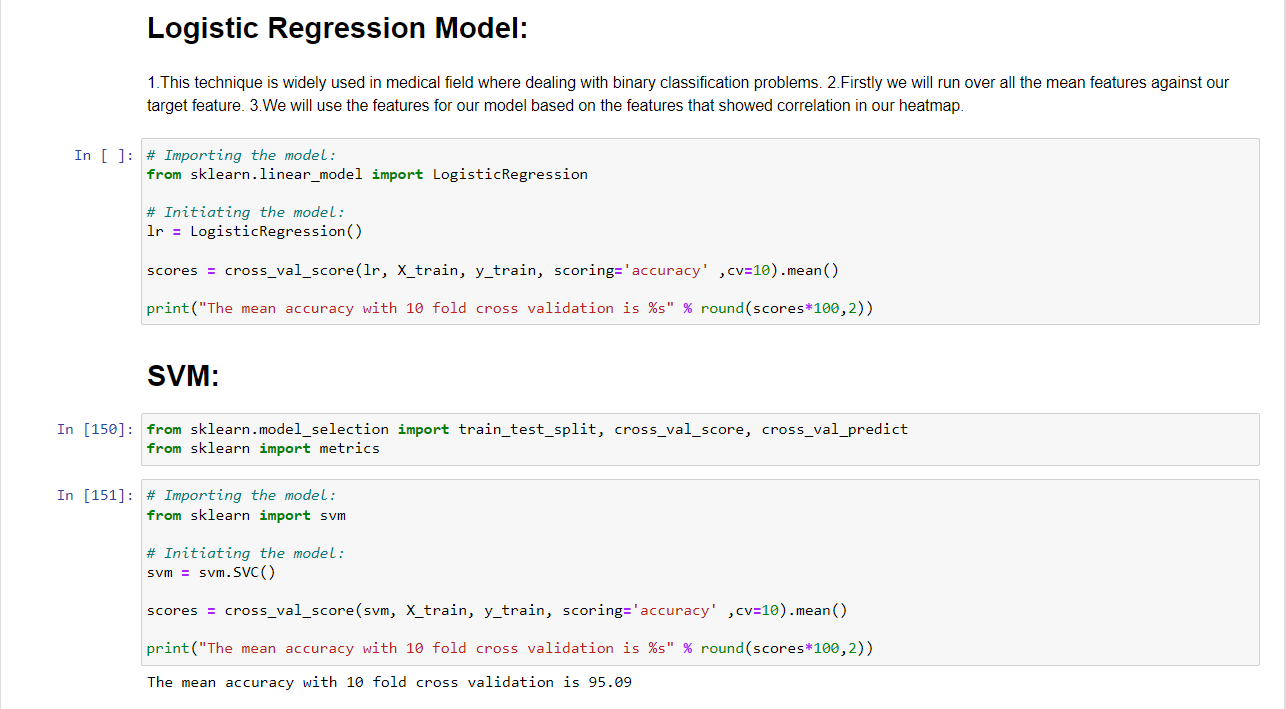 Logistic Regression Model:
1.This technique is widely used in medical field where dealing with binary classification problems. 2.Firstly we will run over all the mean features against our
target feature. 3.We will use the features for our model based on the features that showed correlation in our heatmap.
In [ ]: # Importing the model:
from sklearn.linear_model import LogisticRegression
# Initiating the model:
lr = LogisticRegression()
scores = cross_val_score(lr, X_train, y_train, scoring='accuracy' ,cv=10).mean()
print("The mean accuracy with 10 fold cross validation is %s" % round(scores*100,2))
SVM:
In [150]: from sklearn.model_selection import train_test_split, cross_val_score, cross_val_predict
from sklearn import metrics
In [151]: # Importing the model:
from sklearn import svm
# Initiating the model:
svm = svm.SVC()
scores = cross_val_score(svm, X_train, y_train, scoring='accuracy' ,cv=10).mean()
print("The mean accuracy with 10 fold cross validation is %s" % round(scores*100,2))
The mean accuracy with 10 fold cross validation is 95.09